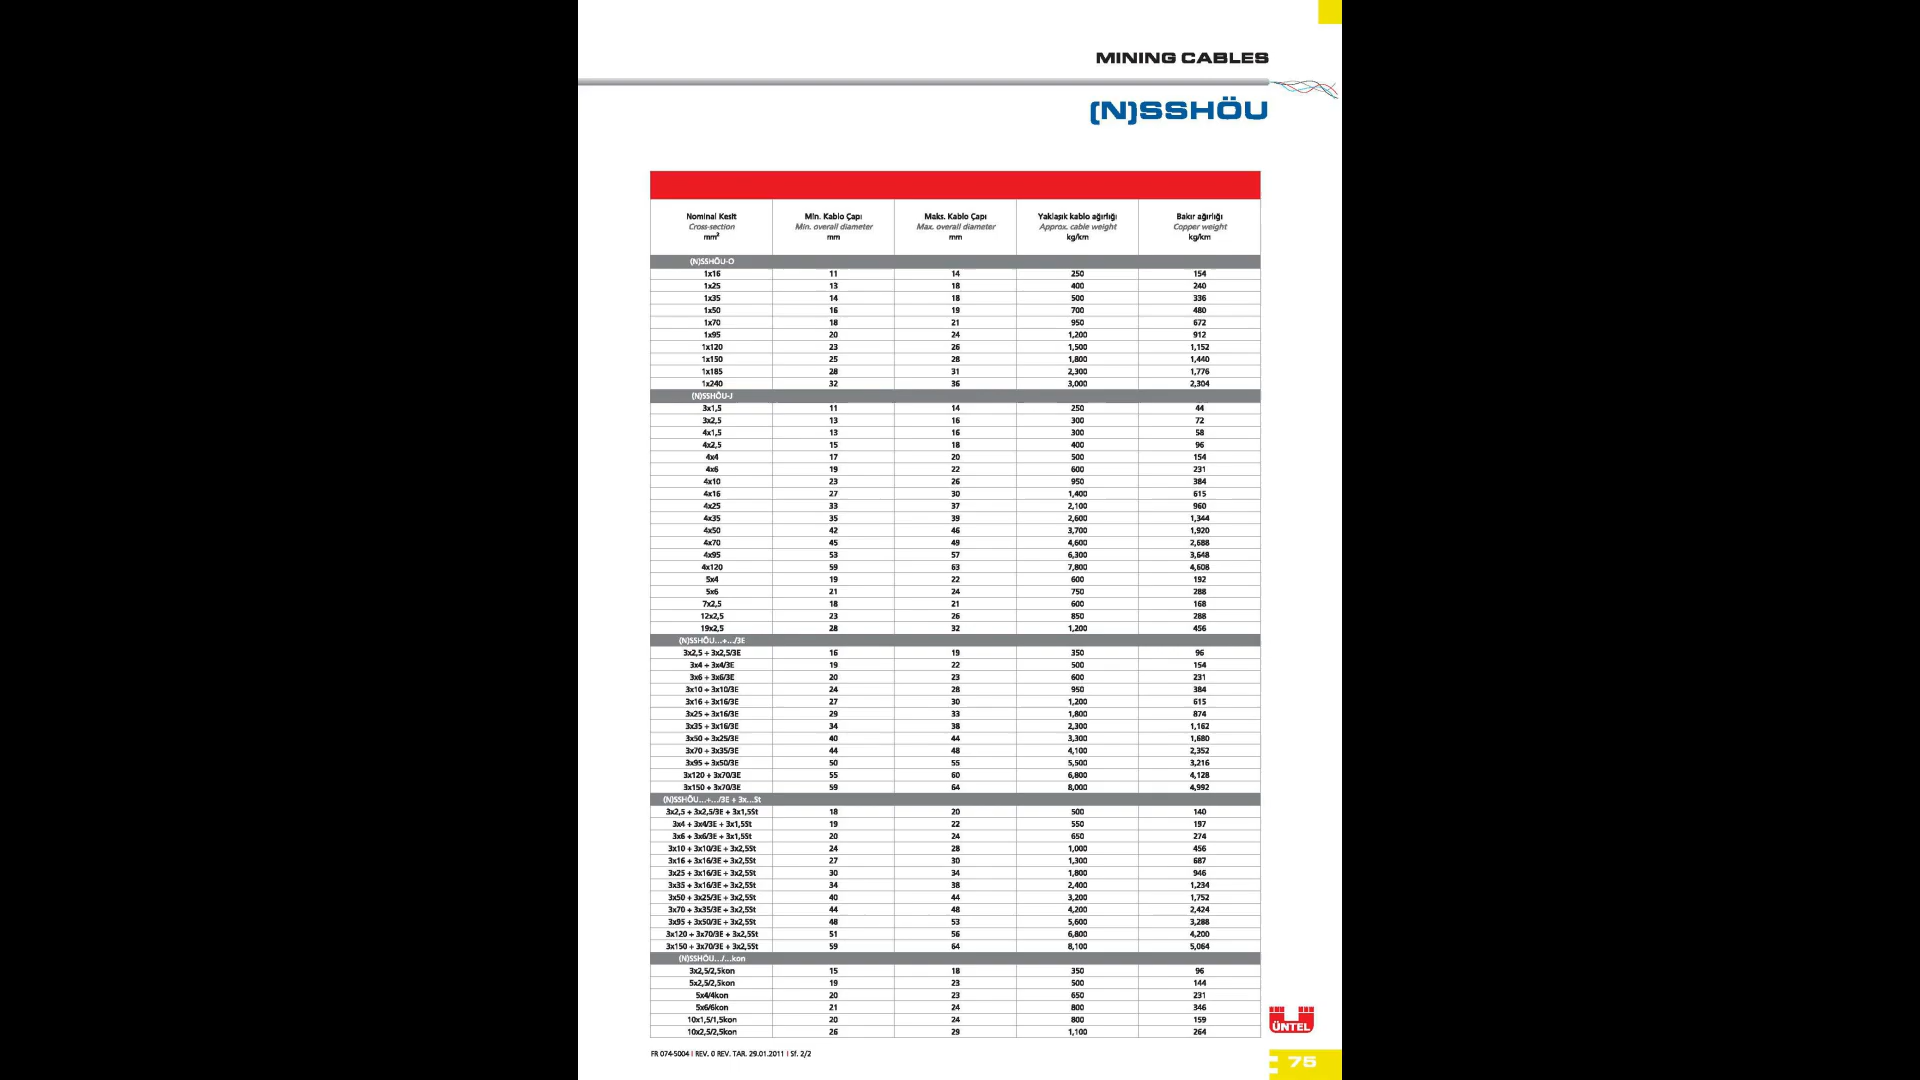 MINING CABLES
(N)SSHÖU
Nominal Kesit Min. Kablo Çapı Maks. Kablo Çapı Yaklaşık kablo ağırlığı Bakır ağırlığı
Cross-section Min. overall diameter Max. overall diameter Approx. cable weight Copper weight
mm² mm mm kg/km kg/km
(N)SSHÖU-O
1x16 11 14 250 154
1x25 13 18 400 240
1x35 14 18 500 336
1x50 16 19 700 480
1x70 18 21 950 672
1x95 20 24 1,200 912
1x120 23 26 1,500 1,152
1x150 25 28 1,800 1,440
1x185 28 31 2,300 1,776
1x240 32 36 3,000 2,304
(N)SSHÖU-J
3x1,5 11 14 250 44
3x2,5 13 16 300 72
4x1,5 13 16 300 58
4x2,5 15 18 400 96
4x4 17 20 500 154
4x6 19 22 600 231
4x10 23 26 950 384
4x16 27 30 1,400 615
4x25 33 37 2,100 960
4x35 35 39 2,600 1,344
4x50 42 46 3,700 1,920
4x70 45 49 4,600 2,688
4x95 53 57 6,300 3,648
4x120 59 63 7,800 4,608
5x4 19 22 600 192
5x6 21 24 750 288
7x2,5 18 21 600 168
12x2,5 23 26 850 288
19x2,5 28 32 1,200 456
(N)SSHÖU...+.../3E
3x2,5 + 3x2,5/3E 16 19 350 96
3x4 + 3x4/3E 19 22 500 154
3x6 + 3x6/3E 20 23 600 231
3x10 + 3x10/3E 24 28 950 384
3x16 + 3x16/3E 27 30 1,200 615
3x25 + 3x16/3E 29 33 1,800 874
3x35 + 3x16/3E 34 38 2,300 1,162
3x50 + 3x25/3E 40 44 3,300 1,680
3x70 + 3x35/3E 44 48 4,100 2,352
3x95 + 3x50/3E 50 55 5,500 3,216
3x120 + 3x70/3E 55 60 6,800 4,128
3x150 + 3x70/3E 59 64 8,000 4,992
(N)SSHÖU...+.../3E + 3x...St
3x2,5 + 3x2,5/3E + 3x1,5St 18 20 500 140
3x4 + 3x4/3E + 3x1,5St 19 22 550 197
3x6 + 3x6/3E + 3x1,5St 20 24 650 274
3x10 + 3x10/3E + 3x2,5St 24 28 1,000 456
3x16 + 3x16/3E + 3x2,5St 27 30 1,300 687
3x25 + 3x16/3E + 3x2,5St 30 34 1,800 946
3x35 + 3x16/3E + 3x2,5St 34 38 2,400 1,234
3x50 + 3x25/3E + 3x2,5St 40 44 3,200 1,752
3x70 + 3x35/3E + 3x2,5St 44 48 4,200 2,424
3x95 + 3x50/3E + 3x2,5St 48 53 5,600 3,288
3x120 + 3x70/3E + 3x2,5St 51 56 6,800 4,200
3x150 + 3x70/3E + 3x2,5St 59 64 8,100 5,064
(N)SSHÖU.../...kon
3x2,5/2,5kon 15 18 350 96
5x2,5/2,5kon 19 23 500 144
5x4/4kon 20 23 650 231
5x6/6kon 21 24 800 346
10x1,5/1,5kon 20 24 800 159
10x2,5/2,5kon 26 29 1,100 264
ÜNTEL
FR 074-5004 I REV. 0 REV. TAR. 29.01.2011 I Sf. 2/2
75